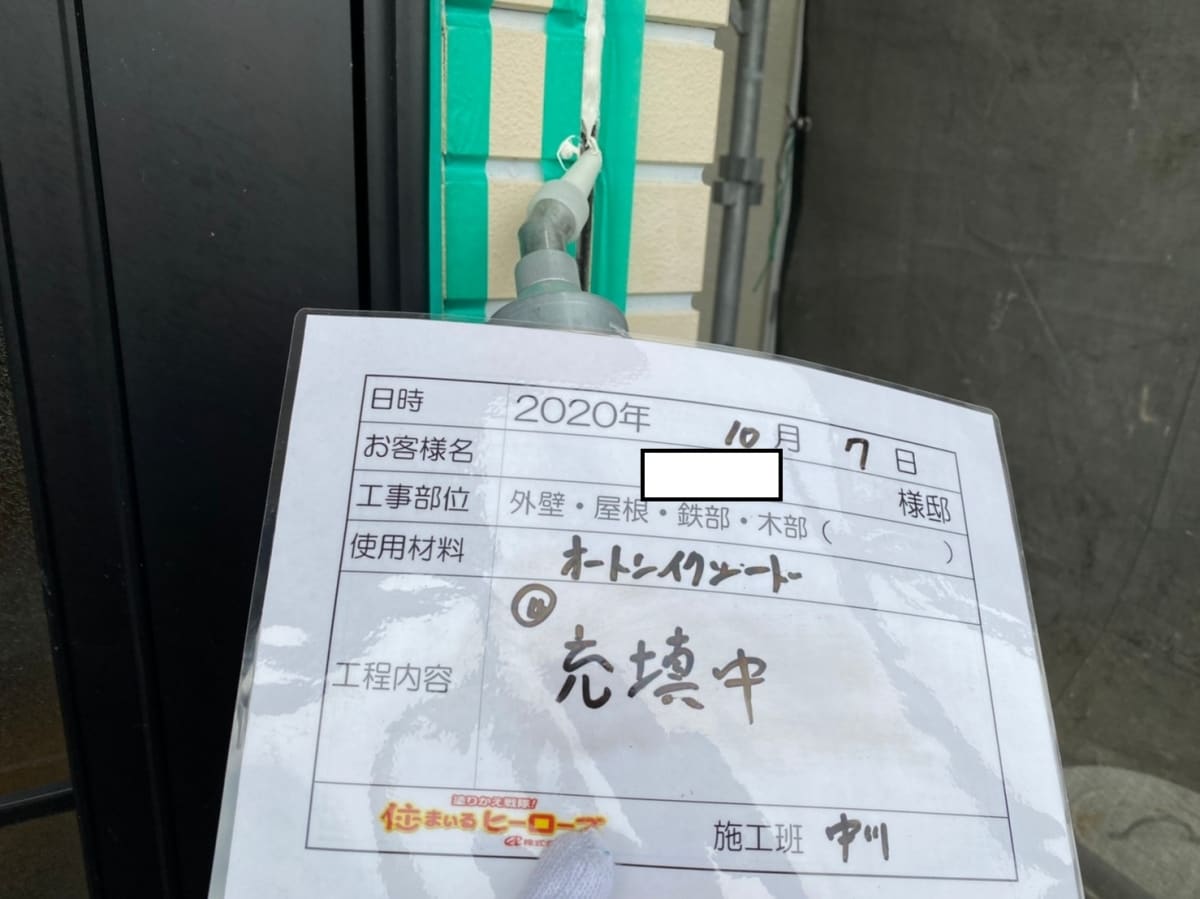 日時 2020年 10月 7日
お客様名 様邸
工事部位 外壁・屋根・鉄部・木部( )
使用材料 オートンイクシード
工程内容 充填中
塗りかえ戦隊!
住まいるヒーローズ
株式
施工班 中川